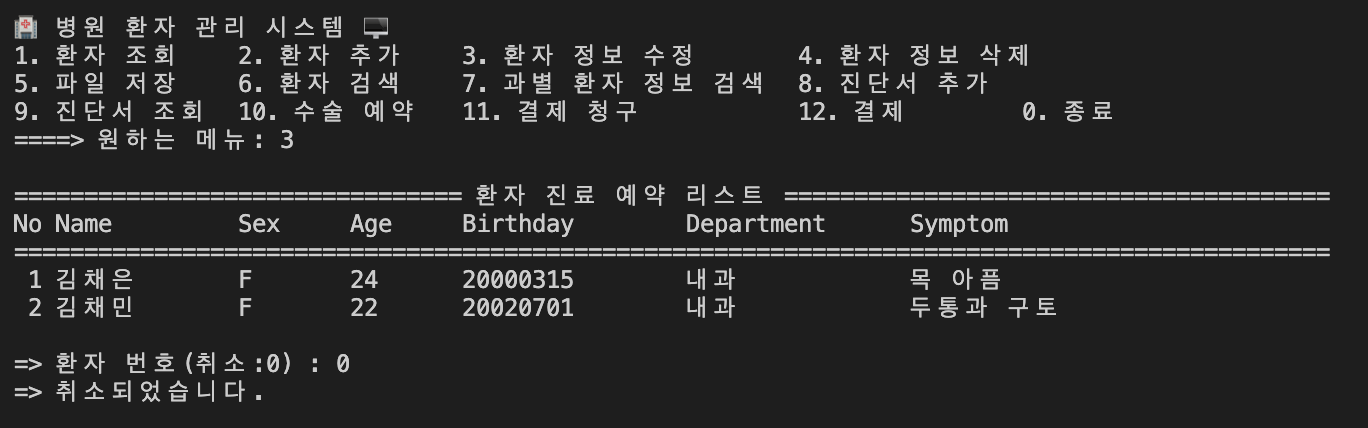 🏥 병원 환자 관리 시스템 🖥️
1. 환자 조회 2. 환자 추가 3. 환자 정보 수정 4. 환자 정보 삭제
5. 파일 저장 6. 환자 검색 7. 과별 환자 정보 검색 8. 진단서 추가
9. 진단서 조회 10. 수술 예약 11. 결제 청구 12. 결제 0. 종료
====> 원하는 메뉴: 3
================================ 환자 진료 예약 리스트 =======================================
No Name Sex Age Birthday Department Symptom
==============================================================================================
1 김채은 F 24 20000315 내과 목 아픔
2 김채민 F 22 20020701 내과 두통과 구토
=> 환자 번호(취소:0) : 0
=> 취소되었습니다.